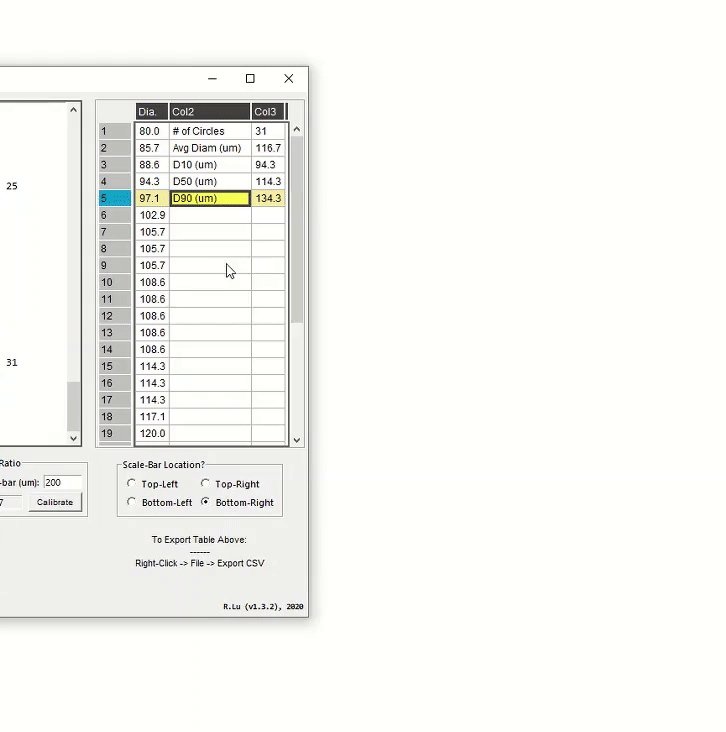 Dia. Col2 Col3
1 80.0 # of Circles 31
2 85.7 Avg Diam (um) 116.7
3 88.6 D10 (um) 94.3
4 94.3 D50 (um) 114.3
5 97.1 D90 (um) 134.3
6 102.9
7 105.7
8 105.7
9 105.7
10 108.6
11 108.6
12 108.6
13 108.6
14 108.6
15 114.3
16 114.3
17 114.3
18 117.1
19 120.0
25
31
Ratio
-bar (um): 200
7 Calibrate
Scale-Bar Location?
Top-Left Top-Right
Bottom-Left Bottom-Right
To Export Table Above:
------
Right-Click -> File -> Export CSV
R.Lu (v1.3.2), 2020